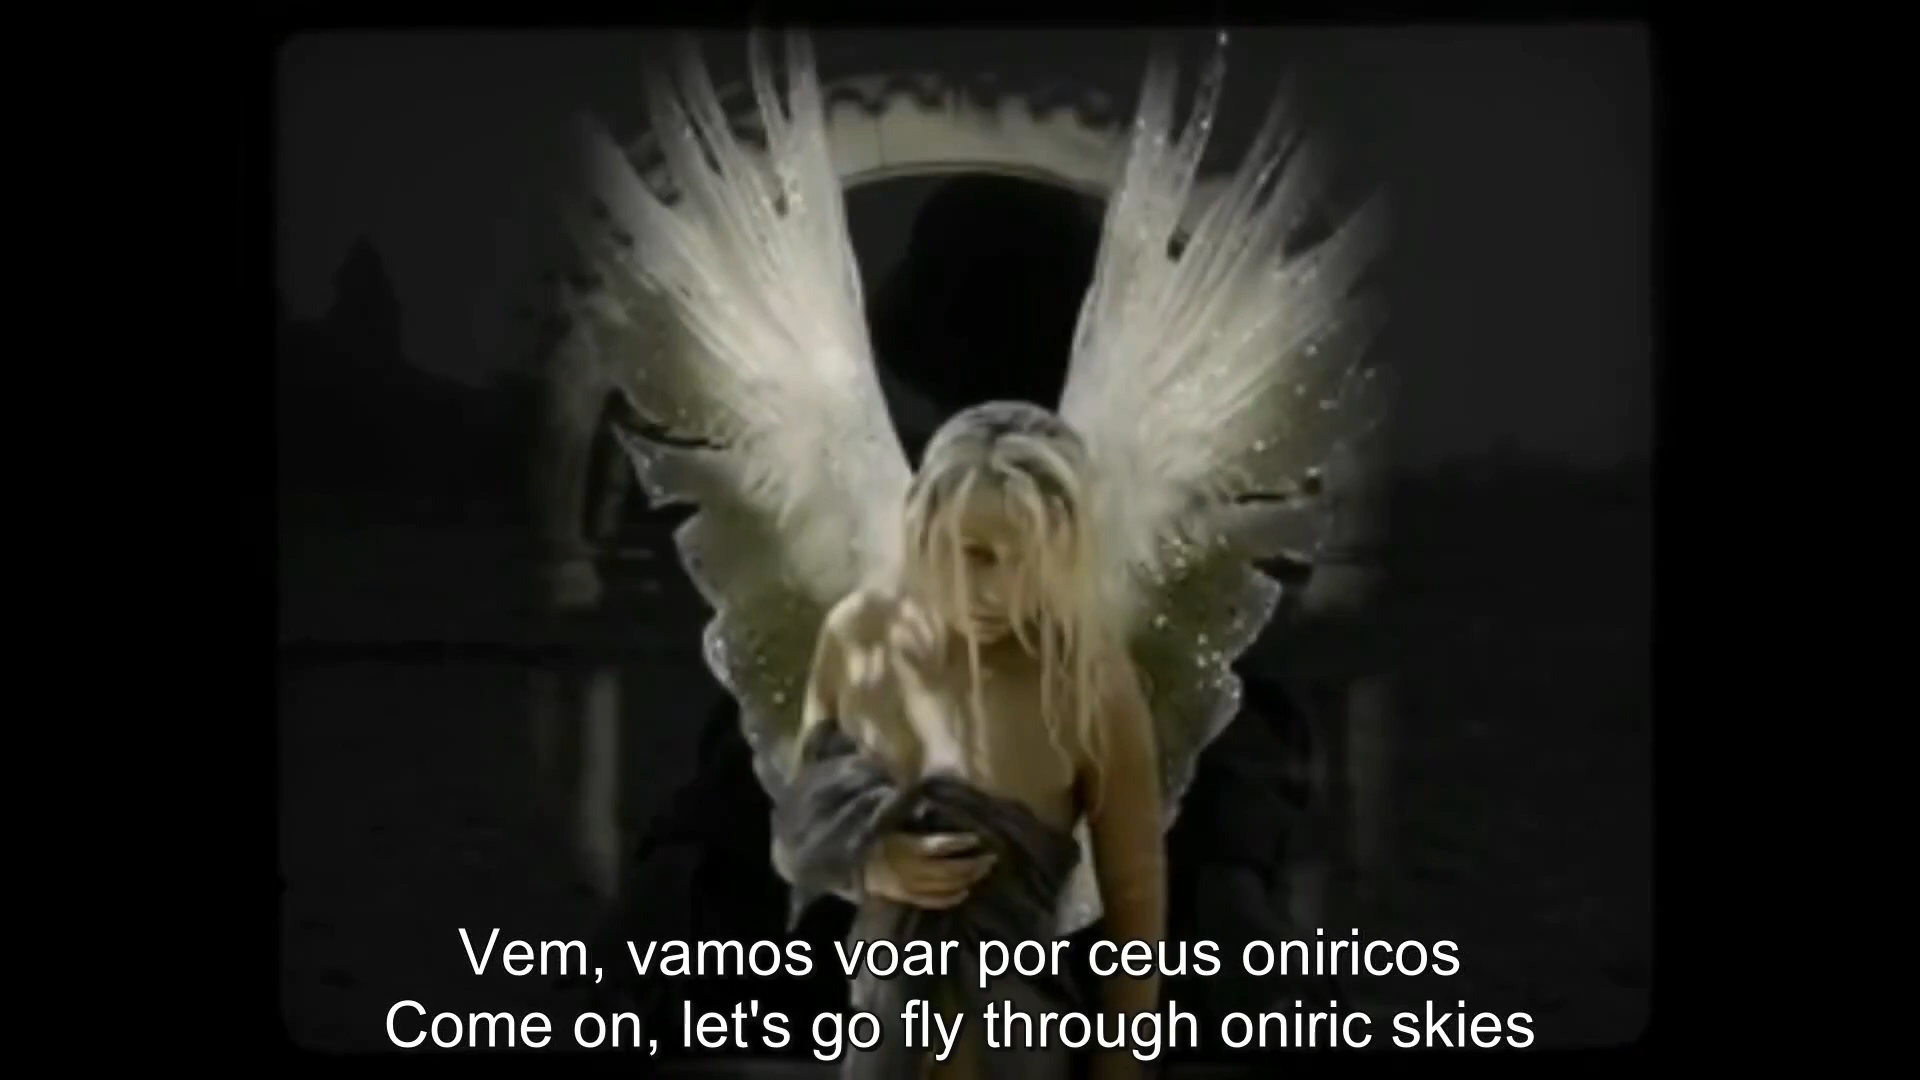 Vem, vamos voar por ceus oniricos
Come on, let's go fly through oniric skies